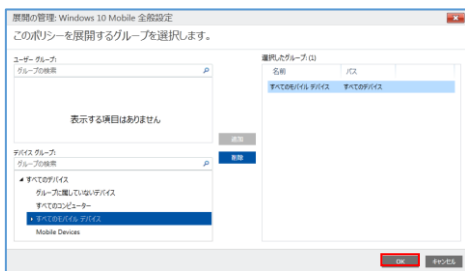 展開の管理: Windows 10 Mobile 全般設定
このポリシーを展開するグループを選択します。
ユーザー グループ:
グループの検索
表示する項目はありません
追加
削除
デバイス グループ:
グループの検索
すべてのデバイス
グループに属していないデバイス
すべてのコンピューター
すべてのモバイル デバイス
Mobile Devices
選択したグループ: (1)
名前 パス
すべてのモバイル デバイス すべてのデバイス
OK キャンセル